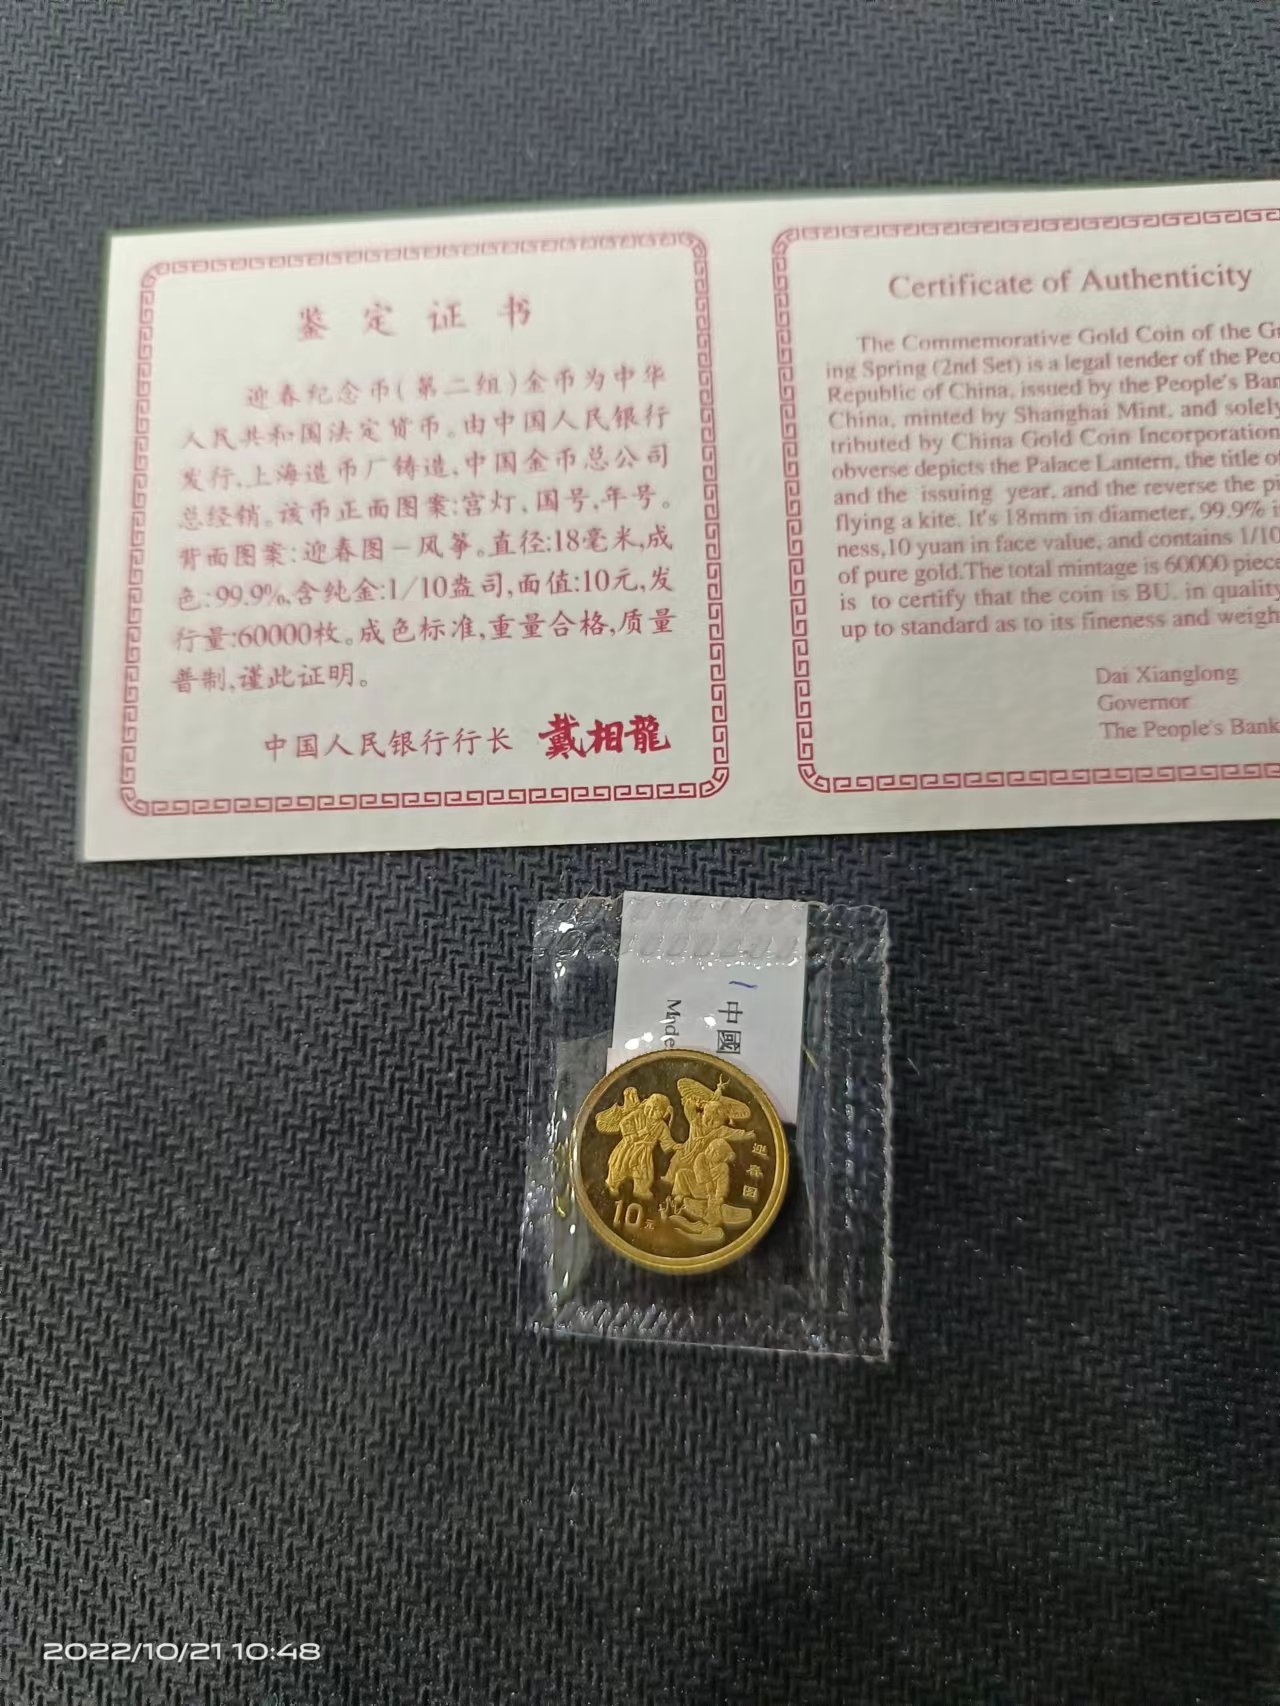 鉴定证书
迎春纪念币(第二组)金币为中华
人民共和国法定货币。由中国人民银行
发行,上海造币厂铸造,中国金币总公司
总经销。该币正面图案:宫灯、国号,年号。
背面图案:迎春图-风筝。直径:18毫米,成
色:99.9%,含纯金:1/10盎司,面值:10元,发
行量:60000枚。成色标准,重量合格,质量
普制,谨此证明。
中国人民银行行长 戴相龍
Certificate of Authenticity
The Commemorative Gold Coin of the G
ing Spring (2nd Set) is a legal tender of the Peo
Republic of China, issued by the People's Ban
China, minted by Shanghai Mint. and solely
tributed by China Gold Coin Incorporation
obverse depicts the Palace Lantern, the title o
and the issuing year. and the reverse the pi
flying a kite. It's 18mm in diameter, 99.9% i
ness,10 yuan in face value, and contains 1/10
of pure gold.The total mintage is 60000 piece
is to certify that the coin is BU. in quality
up to standard as to its fineness and weigh
Dai Xianglong
Governor
The People's Bank
中國
Made
迎春图
10元
2022/10/21 10:48